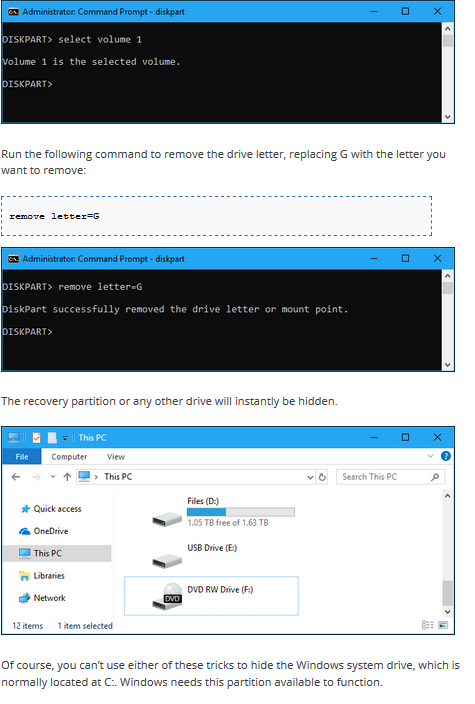 Administrator: Command Prompt - diskpart
DISKPART> select volume 1
Volume 1 is the selected volume.
DISKPART>
Run the following command to remove the drive letter, replacing G with the letter you
want to remove:
remove letter=G
Administrator: Command Prompt - diskpart
DISKPART> remove letter=G
DiskPart successfully removed the drive letter or mount point.
DISKPART>
The recovery partition or any other drive will instantly be hidden.
This PC
File Computer View
This PC
Search This PC
Quick access
OneDrive
This PC
Libraries
Network
Files (D:)
1.05 TB free of 1.63 TB
USB Drive (E:)
DVD RW Drive (F:)
DVD
12 items 1 item selected
Of course, you can’t use either of these tricks to hide the Windows system drive, which is
normally located at C:. Windows needs this partition available to function.